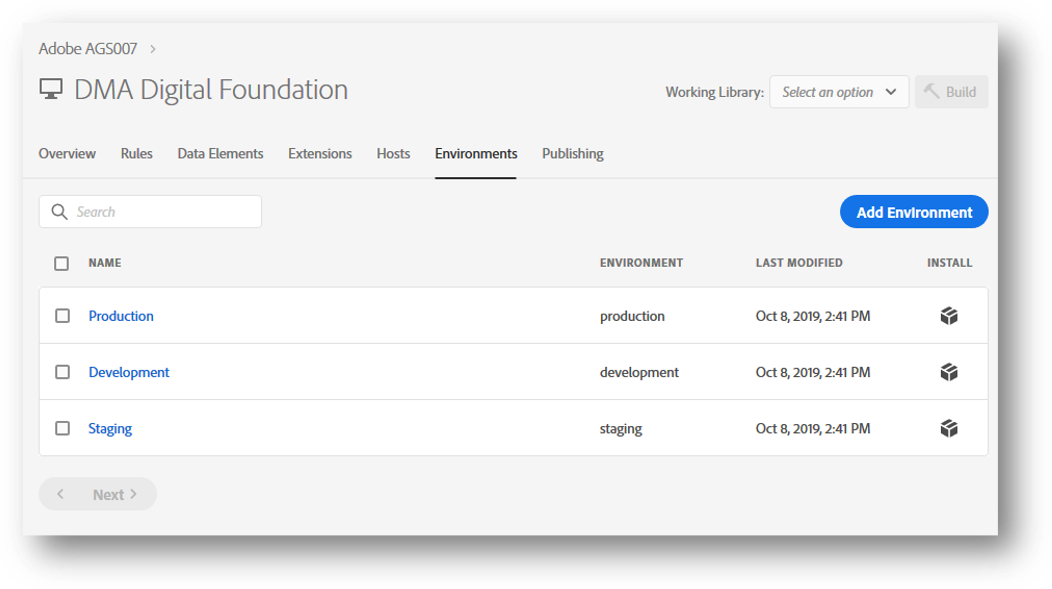 Adobe AGS007
DMA Digital Foundation
Working Library: Select an option Build
Overview Rules Data Elements Extensions Hosts Environments Publishing
Search
Add Environment
NAME ENVIRONMENT LAST MODIFIED INSTALL
Production production Oct 8, 2019, 2:41 PM
Development development Oct 8, 2019, 2:41 PM
Staging staging Oct 8, 2019, 2:41 PM
Next